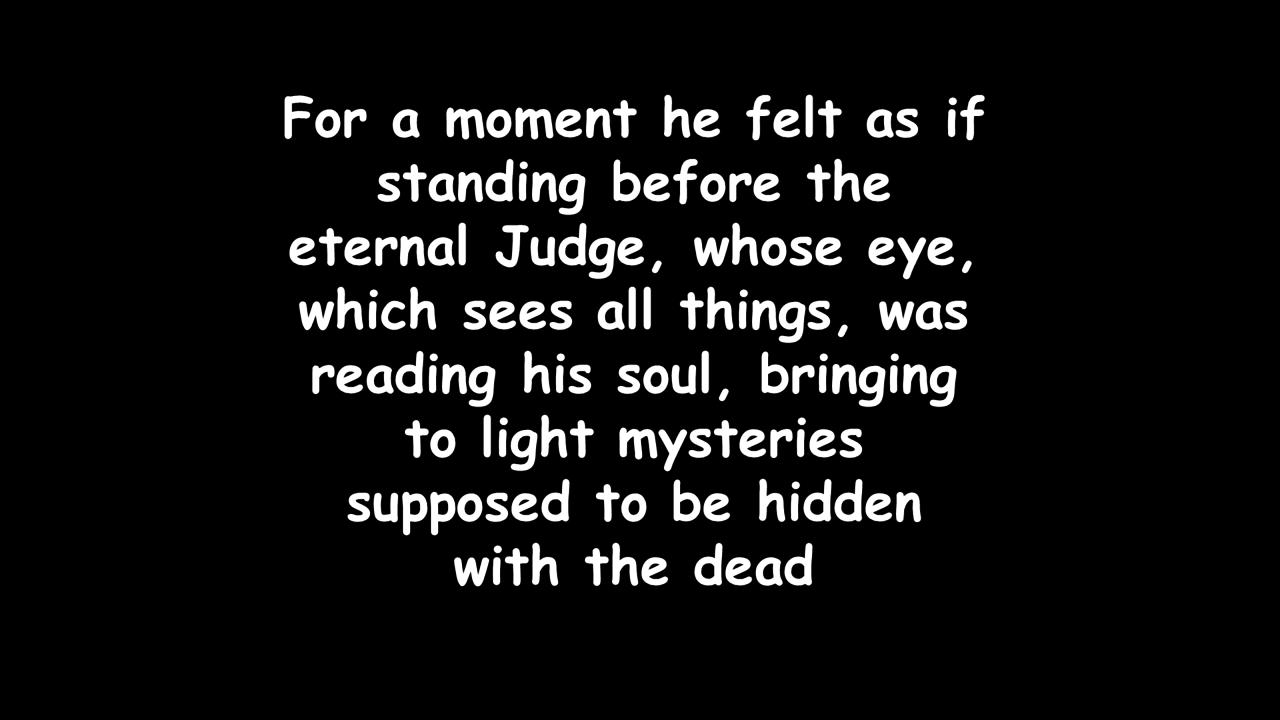 For a moment he felt as if
standing before the
eternal Judge, whose eye,
which sees all things, was
reading his soul, bringing
to light mysteries
supposed to be hidden
with the dead